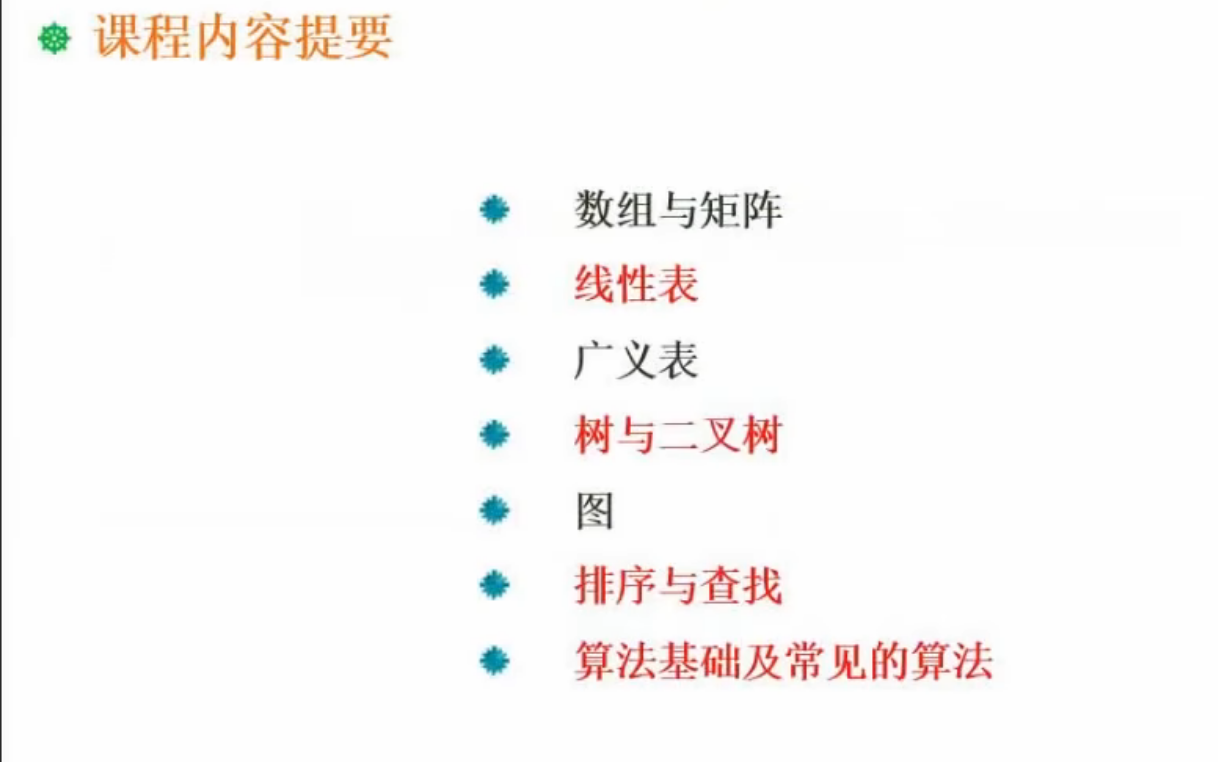 课程内容提要
数组与矩阵
线性表
广义表
树与二叉树
图
排序与查找
算法基础及常见的算法